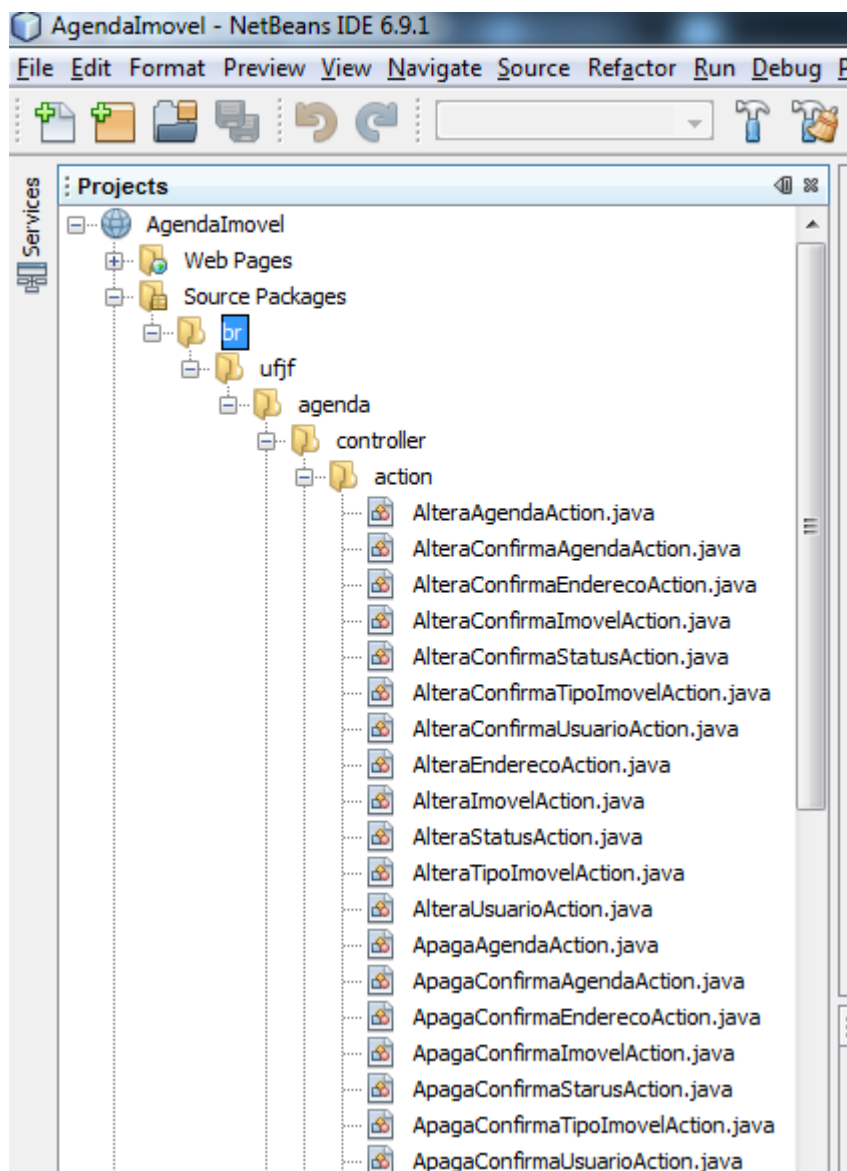 AgendaImovel - NetBeans IDE 6.9.1
File Edit Format Preview View Navigate Source Refactor Run Debug P
Services
Projects
AgendaImovel
Web Pages
Source Packages
br
ufjf
agenda
controller
action
AlteraAgendaAction.java
AlteraConfirmaAgendaAction.java
AlteraConfirmaEnderecoAction.java
AlteraConfirmaImovelAction.java
AlteraConfirmaStatusAction.java
AlteraConfirmaTipoImovelAction.java
AlteraConfirmaUsuarioAction.java
AlteraEnderecoAction.java
AlteraImovelAction.java
AlteraStatusAction.java
AlteraTipoImovelAction.java
AlteraUsuarioAction.java
ApagaAgendaAction.java
ApagaConfirmaAgendaAction.java
ApagaConfirmaEnderecoAction.java
ApagaConfirmaImovelAction.java
ApagaConfirmaStarusAction.java
ApagaConfirmaTipoImovelAction.java
ApagaConfirmaUsuarioAction.java